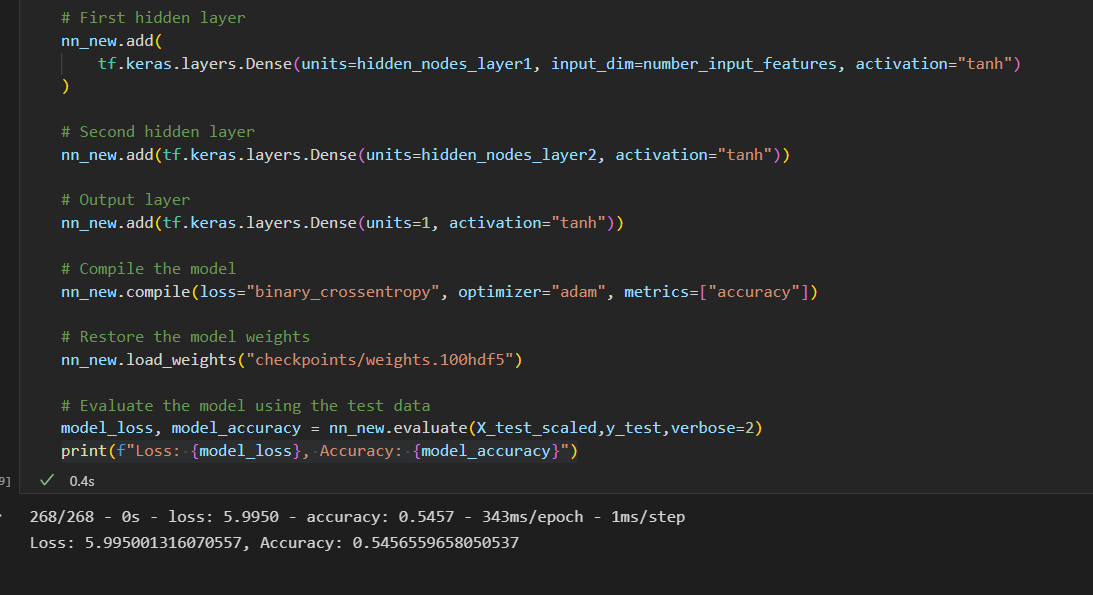 # First hidden layer
nn_new.add(
    tf.keras.layers.Dense(units=hidden_nodes_layer1, input_dim=number_input_features, activation="tanh")
)
# Second hidden layer
nn_new.add(tf.keras.layers.Dense(units=hidden_nodes_layer2, activation="tanh"))
# Output layer
nn_new.add(tf.keras.layers.Dense(units=1, activation="tanh"))
# Compile the model
nn_new.compile(loss="binary_crossentropy", optimizer="adam", metrics=["accuracy"])
# Restore the model weights
nn_new.load_weights("checkpoints/weights.100hdf5")
# Evaluate the model using the test data
model_loss, model_accuracy = nn_new.evaluate(X_test_scaled,y_test,verbose=2)
print(f"Loss: {model_loss}, Accuracy: {model_accuracy}")
9] ✓ 0.4s
268/268 - 0s - loss: 5.9950 - accuracy: 0.5457 - 343ms/epoch - 1ms/step
Loss: 5.995001316070557, Accuracy: 0.5456559658050537